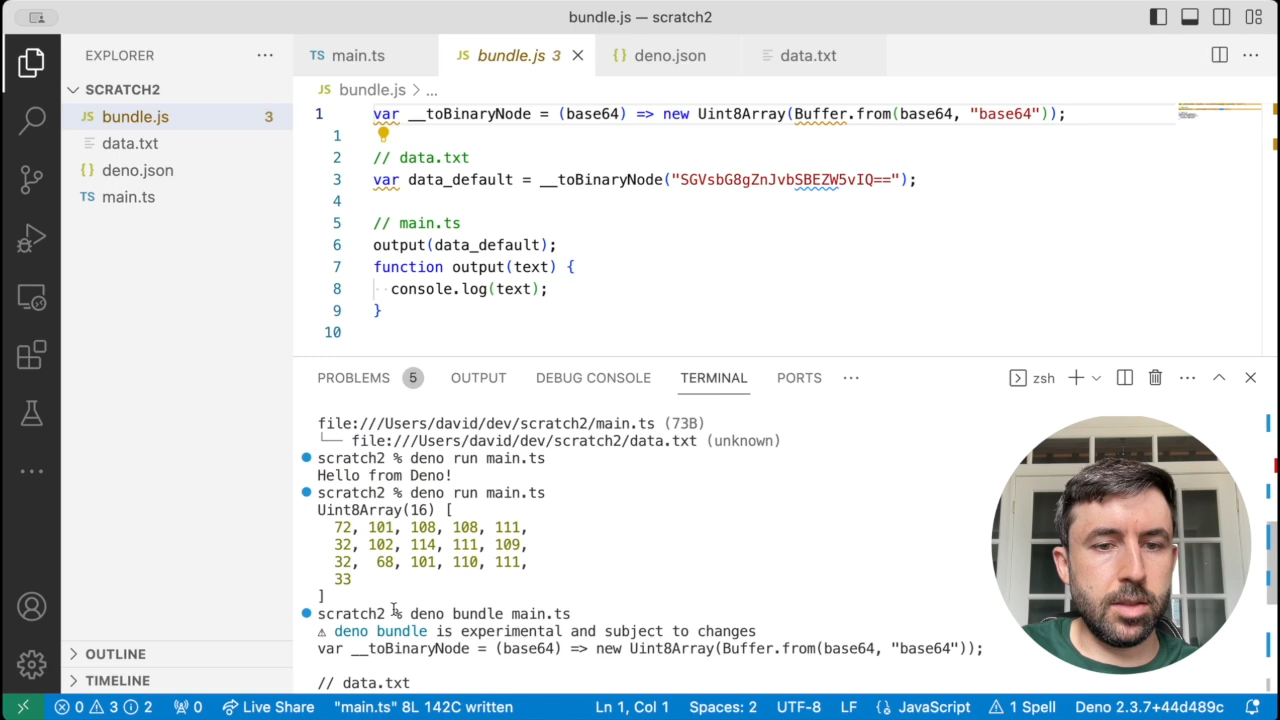 bundle.js — scratch2
EXPLORER
SCRATCH2
JS bundle.js 3
data.txt
{} deno.json
TS main.ts
OUTLINE
TIMELINE
TS main.ts
JS bundle.js 3
{} deno.json
data.txt
JS bundle.js > ...
1 var __toBinaryNode = (base64) => new Uint8Array(Buffer.from(base64, "base64"));
1
2 // data.txt
3 var data_default = __toBinaryNode("SGVsbG8gZnJvbSBEZW5vIQ==");
4
5 // main.ts
6 output(data_default);
7 function output(text) {
8 console.log(text);
9 }
10
PROBLEMS 5 OUTPUT DEBUG CONSOLE TERMINAL PORTS
zsh
file:///Users/david/dev/scratch2/main.ts (73B)
└── file:///Users/david/dev/scratch2/data.txt (unknown)
scratch2 % deno run main.ts
Hello from Deno!
scratch2 % deno run main.ts
Uint8Array(16) [
72, 101, 108, 108, 111,
32, 102, 114, 111, 109,
32, 68, 101, 110, 111,
33
]
scratch2 % deno bundle main.ts
⚠ deno bundle is experimental and subject to changes
var __toBinaryNode = (base64) => new Uint8Array(Buffer.from(base64, "base64"));
// data.txt
0 3 2 0 Live Share "main.ts" 8L 142C written Ln 1, Col 1 Spaces: 2 UTF-8 LF {} JavaScript 1 Spell Deno 2.3.7+44d489c